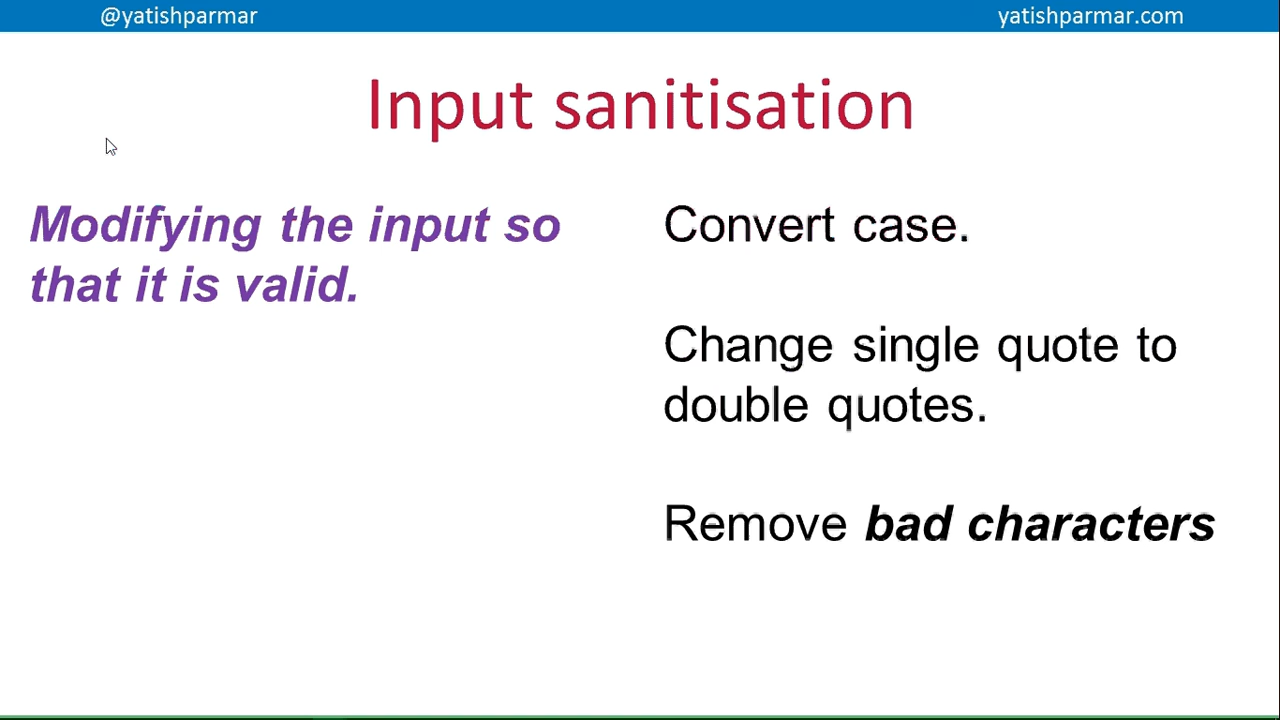 @yatishparmar
yatishparmar.com
Input sanitisation
Modifying the input so
that it is valid.
Convert case.
Change single quote to
double quotes.
Remove bad characters